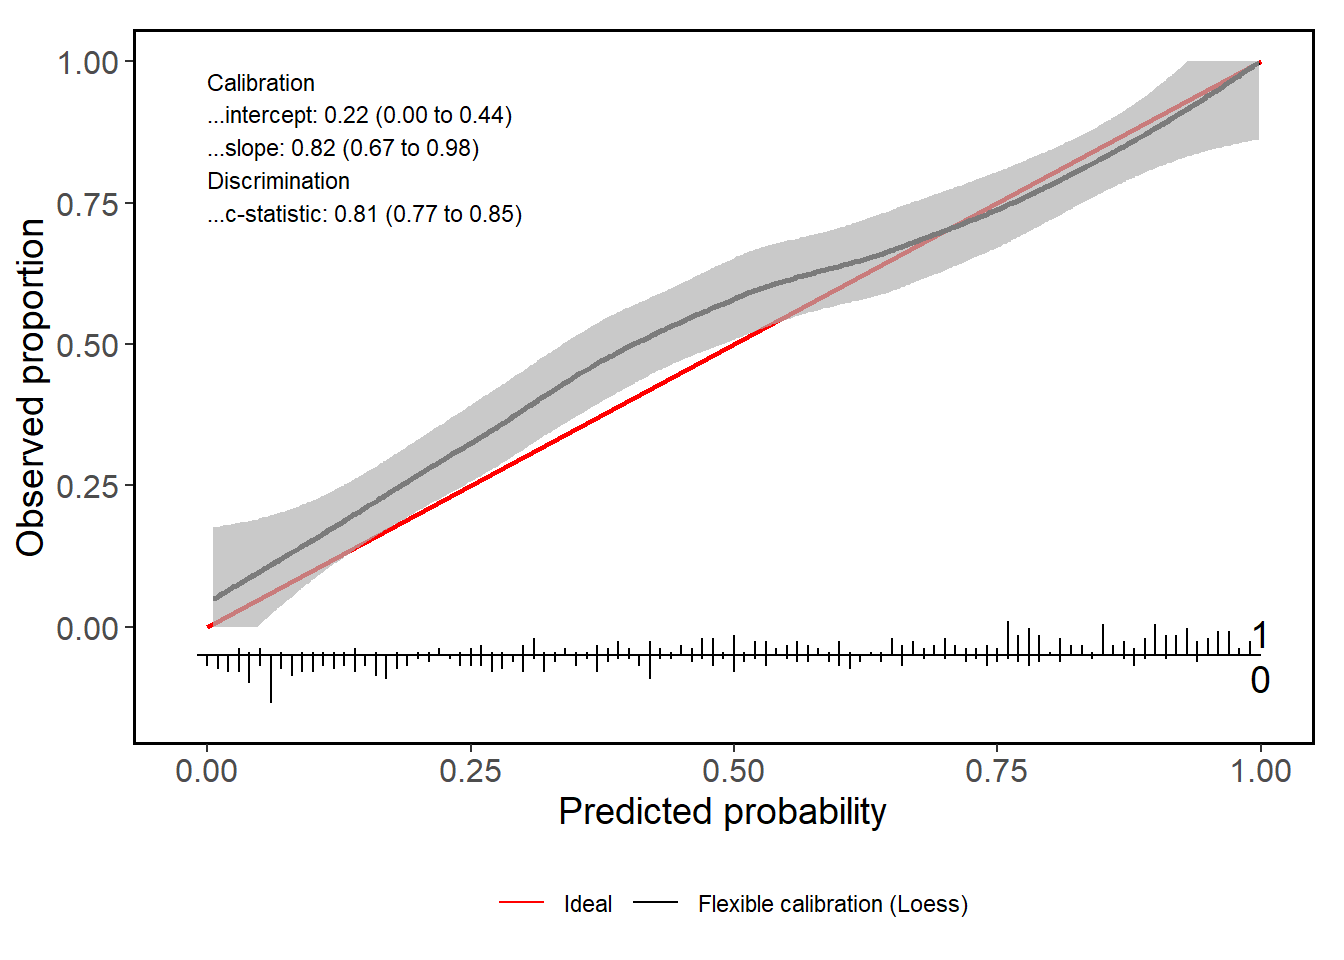 Calibration
...intercept: 0.22 (0.00 to 0.44)
...slope: 0.82 (0.67 to 0.98)
Discrimination
...c-statistic: 0.81 (0.77 to 0.85)
Observed proportion
1.00
0.75
0.50
0.25
0.00
1
0
0.00 0.25 0.50 0.75 1.00
Predicted probability
Ideal Flexible calibration (Loess)